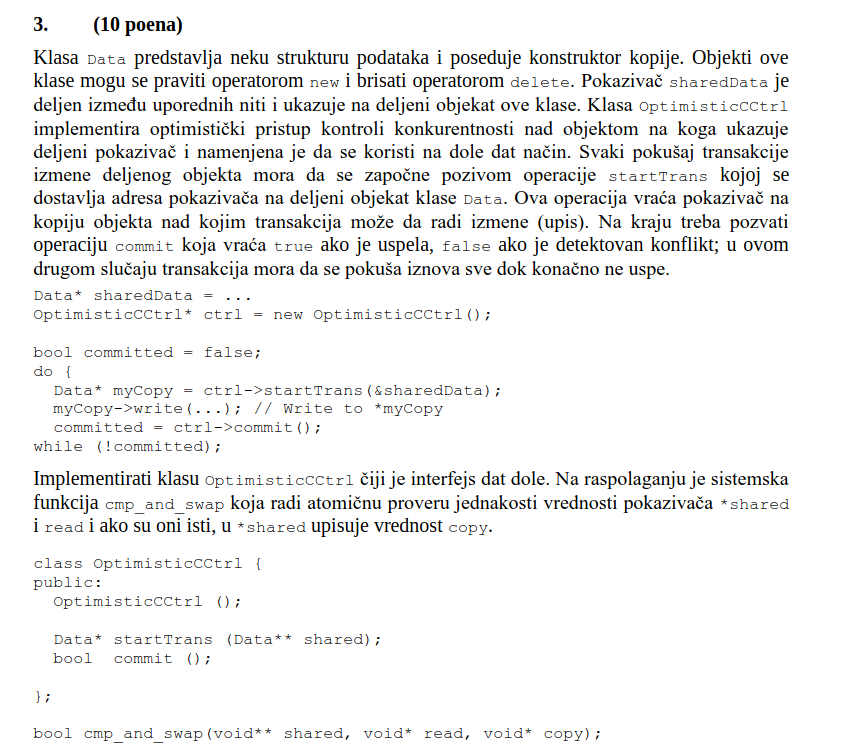 3. (10 poena)
Klasa Data predstavlja neku strukturu podataka i poseduje konstruktor kopije. Objekti ove
klase mogu se praviti operatorom new i brisati operatorom delete. Pokazivač sharedData je
deljen između uporednih niti i ukazuje na deljeni objekat ove klase. Klasa OptimisticCCtrl
implementira optimistički pristup kontroli konkurentnosti nad objektom na koga ukazuje
deljeni pokazivač i namenjena je da se koristi na dole dat način. Svaki pokušaj transakcije
izmene deljenog objekta mora da se započne pozivom operacije startTrans kojoj se
dostavlja adresa pokazivača na deljeni objekat klase Data. Ova operacija vraća pokazivač na
kopiju objekta nad kojim transakcija može da radi izmene (upis). Na kraju treba pozvati
operaciju commit koja vraća true ako je uspela, false ako je detektovan konflikt; u ovom
drugom slučaju transakcija mora da se pokuša iznova sve dok konačno ne uspe.
Data* sharedData = ...
OptimisticCCtrl* ctrl = new OptimisticCCtrl();
bool committed = false;
do {
Data* myCopy = ctrl->startTrans(&sharedData);
myCopy->write(...); // Write to *myCopy
committed = ctrl->commit();
while (!committed);
Implementirati klasu OptimisticCCtrl čiji je interfejs dat dole. Na raspolaganju je sistemska
funkcija cmp_and_swap koja radi atomičnu proveru jednakosti vrednosti pokazivača *shared
i read i ako su oni isti, u *shared upisuje vrednost copy.
class OptimisticCCtrl {
public:
OptimisticCCtrl ();
Data* startTrans (Data** shared);
bool commit ();
};
bool cmp_and_swap(void** shared, void* read, void* copy);